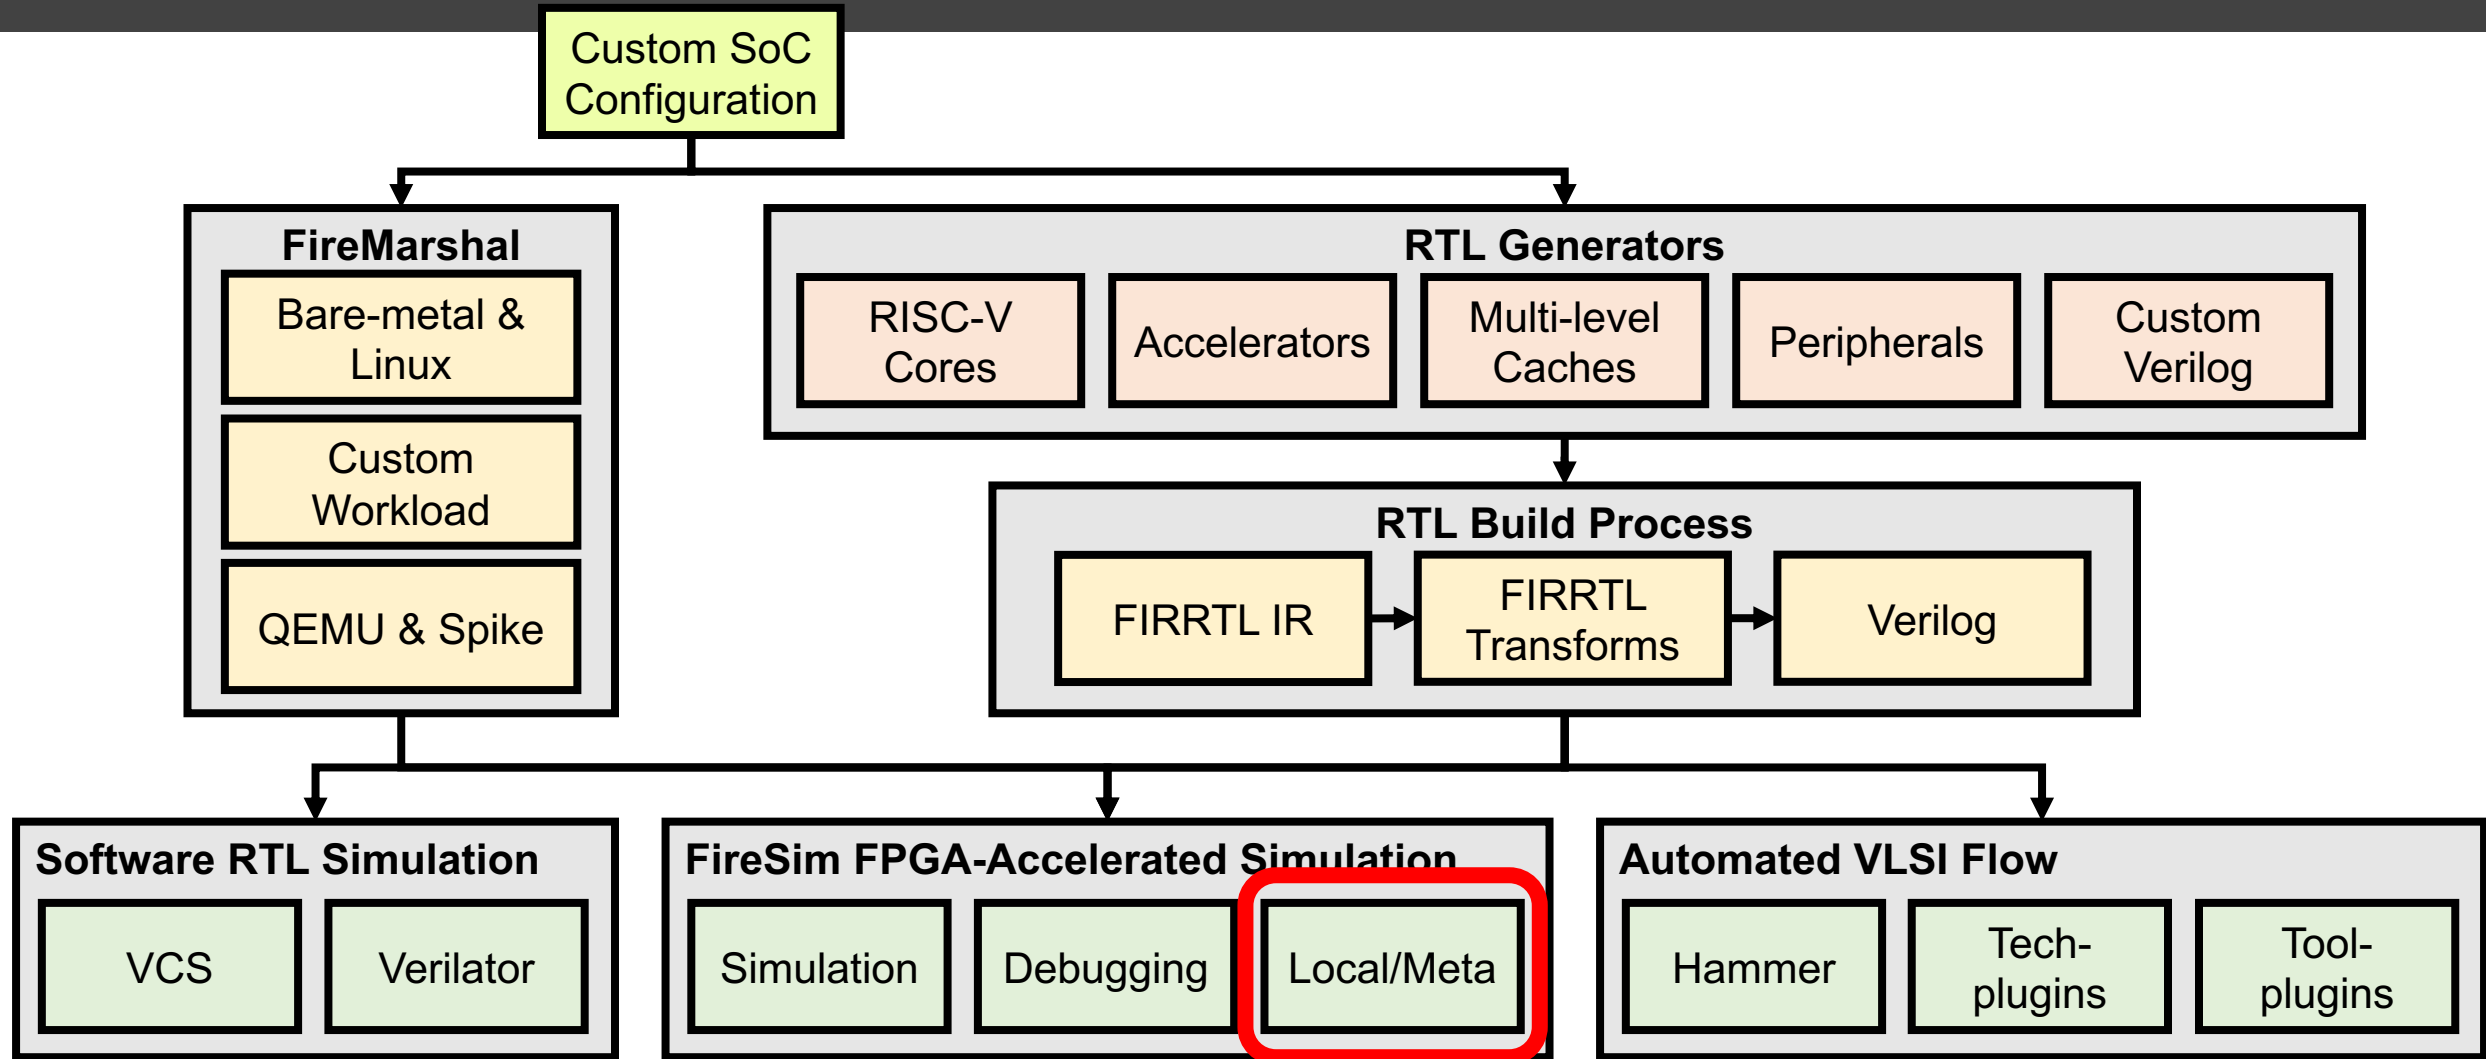 Custom SoC
Configuration
FireMarshal
Bare-metal &
Linux
Custom
Workload
QEMU & Spike
RTL Generators
RISC-V
Cores
Accelerators
Multi-level
Caches
Peripherals
Custom
Verilog
RTL Build Process
FIRRTL IR
FIRRTL
Transforms
Verilog
Software RTL Simulation
VCS
Verilator
FireSim FPGA-Accelerated Simulation
Simulation
Debugging
Local/Meta
Automated VLSI Flow
Hammer
Tech-
plugins
Tool-
plugins